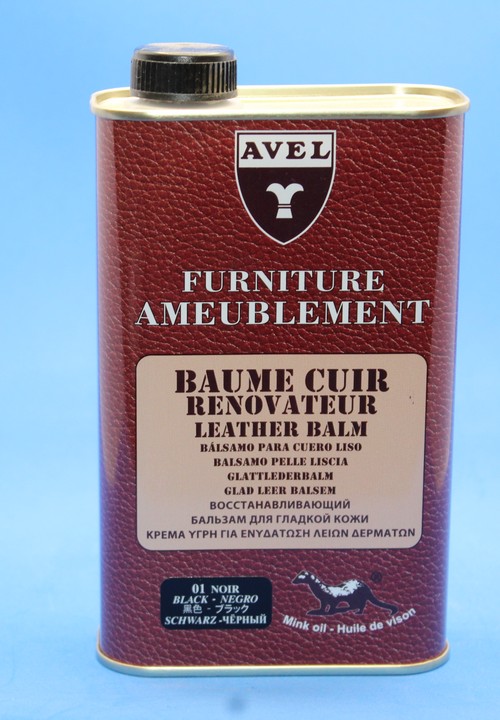 AVEL
FURNITURE
AMEUBLEMENT
BAUME CUIR
RENOVATEUR
LEATHER BALM
BÁLSAMO PARA CUERO LISO
BALSAMO PELLE LISCIA
GLATTLEDERBALM
GLAD LEER BALSEM
ВОССТАНАВЛИВАЮЩИЙ
БАЛЬЗАМ ДЛЯ ГЛАДКОЙ КОЖИ
ΚΡΕΜΑ ΥΓΡΗ ΓΙΑ ΕΝΥΔΑΤΩΣΗ ΛΕΙΩΝ ΔΕΡΜΑΤΩΝ
01 NOIR
BLACK - NEGRO
黒色 - ブラック
SCHWARZ - ЧЁРНЫЙ
®
Mink oil - Huile de vison